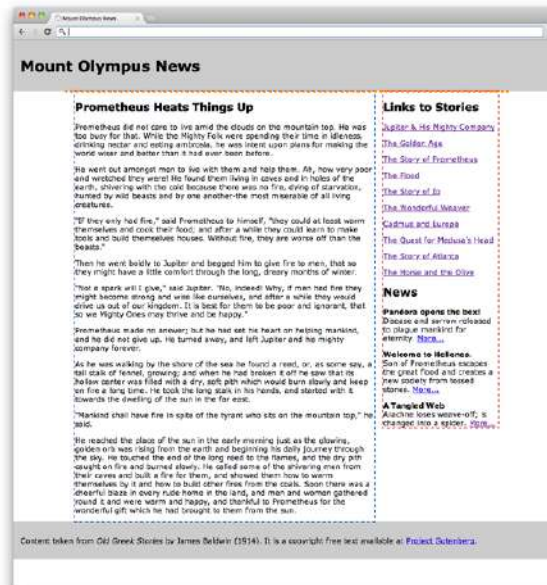 Mount Olympus News
Mount Olympus News
Prometheus Heats Things Up
Prometheus did not care to live amid the clouds on the mountain top. He was
too busy for that. While the Mighty Folk were spending their time in idleness,
drinking nectar and eating ambrosia, he was intent upon plans for making the
world wiser and better than it had ever been before.
He went out amongst men to live with them and help them. Ah, how very poor
and wretched they were! He found them living in caves and in holes of the
earth, shivering with the cold because there was no fire, dying of starvation,
hunted by wild beasts and by one another-the most miserable of all living
creatures.
"If they only had fire," said Prometheus to himself, "they could at least warm
themselves and cook their food; and after a while they could learn to make
tools and build themselves houses. Without fire, they are worse off than the
beasts."
Then he went boldly to Jupiter and begged him to give fire to men, that so
they might have a little comfort through the long, dreary months of winter.
"Not a spark will I give," said Jupiter. "No, indeed! Why, if men had fire they
might become strong and wise like ourselves, and after a while they would
drive us out of our kingdom. It is best for them to be poor and ignorant, that
so we Mighty Ones may thrive and be happy."
Prometheus made no answer; but he had set his heart on helping mankind,
and he did not give up. He turned away, and left Jupiter and his mighty
company forever.
As he was walking by the shore of the sea he found a reed, or, as some say, a
tall stalk of fennel, growing; and when he had broken it off he saw that its
hollow center was filled with a dry, soft pith which would burn slowly and keep
on fire a long time. He took the long stalk in his hands, and started with it
towards the dwelling of the sun in the far east.
"Mankind shall have fire in spite of the tyrant who sits on the mountain top," he
said.
He reached the place of the sun in the early morning just as the glowing,
golden orb was rising from the earth and beginning his daily journey through
the sky. He touched the end of the long reed to the flames, and the dry pith
caught on fire and burned slowly. He called some of the shivering men from
their caves and built a fire for them, and showed them how to warm
themselves by it and how to build other fires from the coals. Soon there was a
cheerful blaze in every rude home in the land, and men and women gathered
round it and were warm and happy, and thankful to Prometheus for the
wonderful gift which he had brought to them from the sun.
Links to Stories
Jupiter & His Mighty Company
The Golden Age
The Story of Prometheus
The Flood
The Story of Io
The Wonderful Weaver
Cadmus and Europa
The Quest for Medusa's Head
The Story of Atlanta
The Horse and the Olive
News
Pandora opens the box!
Disease and sorrow released
to plague mankind for
eternity. More...
Welcome to Hellenes.
Son of Prometheus escapes
the great flood and creates a
new society from tossed
stones. More...
A Tangled Web
Arachne loses weave-off; is
changed into a spider. More...
Content taken from Old Greek Stories by James Baldwin (1914). It is a copyright free text available at Project Gutenberg.